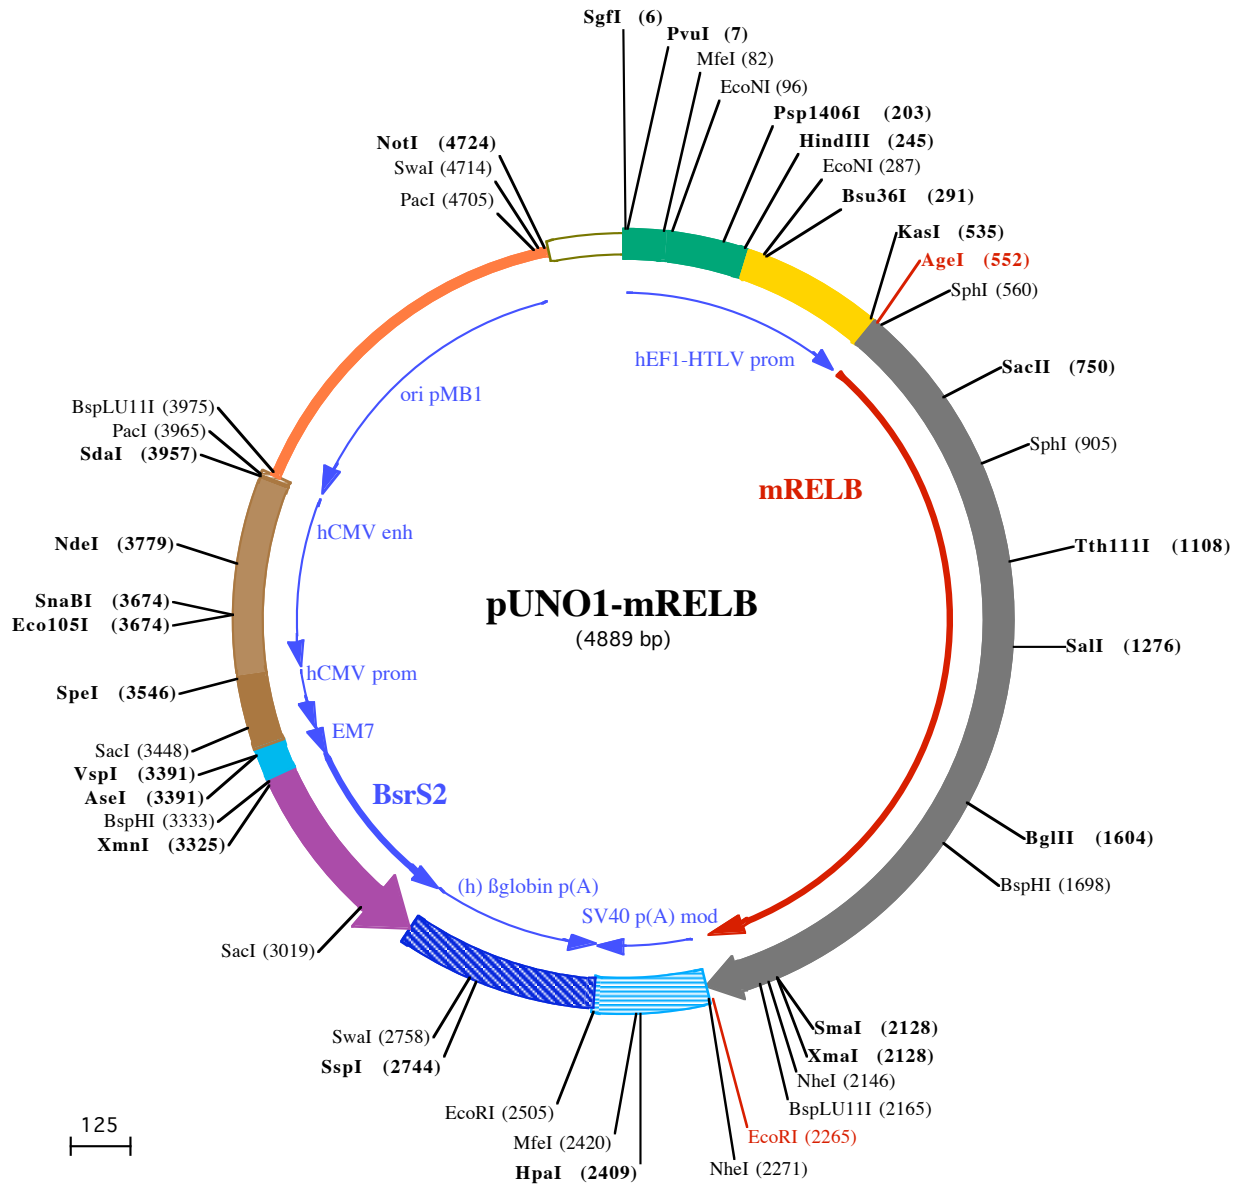 SgfI (6)
PvuI (7)
MfeI (82)
EcoNI (96)
Psp1406I (203)
HindIII (245)
EcoNI (287)
Bsu36I (291)
KasI (535)
AgeI (552)
SphI (560)
SacII (750)
SphI (905)
Tth111I (1108)
SalI (1276)
BglII (1604)
BspHI (1698)
SmaI (2128)
XmaI (2128)
NheI (2146)
BspLU11I (2165)
EcoRI (2265)
NheI (2271)
HpaI (2409)
MfeI (2420)
EcoRI (2505)
SspI (2744)
SwaI (2758)
SacI (3019)
XmnI (3325)
BspHI (3333)
AseI (3391)
VspI (3391)
SacI (3448)
SpeI (3546)
Eco105I (3674)
SnaBI (3674)
NdeI (3779)
SdaI (3957)
PacI (3965)
BspLU11I (3975)
PacI (4705)
SwaI (4714)
NotI (4724)
hEF1-HTLV prom
mRELB
SV40 p(A) mod
(h) ßglobin p(A)
BsrS2
EM7
hCMV prom
hCMV enh
ori pMB1
pUNO1-mRELB
(4889 bp)
125